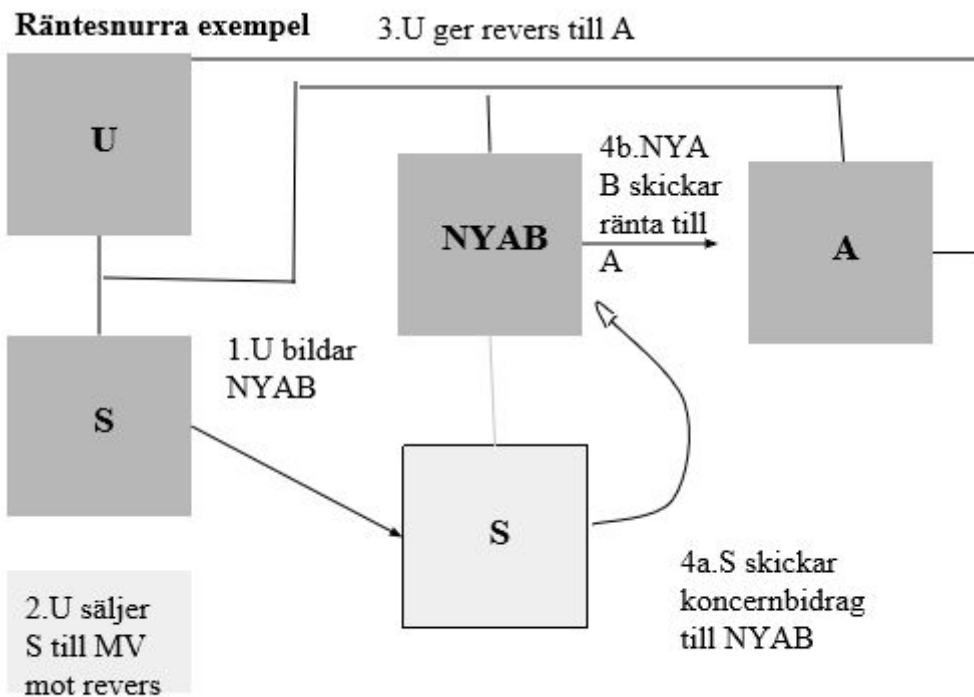 Räntesnurra exempel
3.U ger revers till A
U
NYAB
4b.NYA
B skickar
ränta till
A
A
1.U bildar
NYAB
S
S
2.U säljer
S till MV
mot revers
4a.S skickar
koncernbidrag
till NYAB